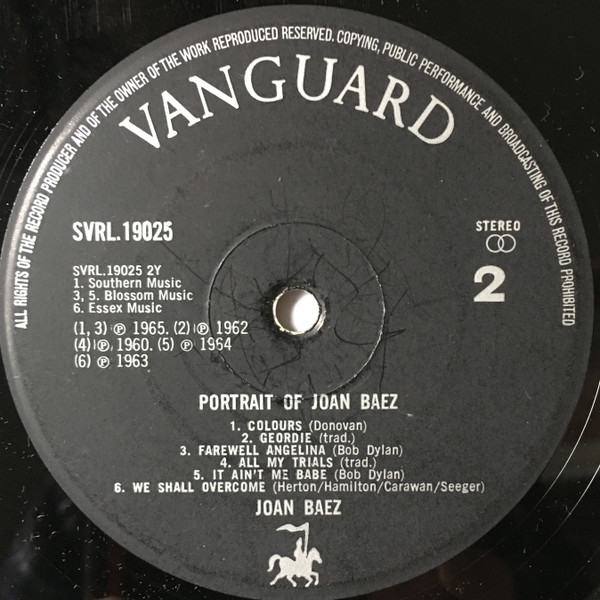 ALL RIGHTS OF THE RECORD PRODUCER AND OF THE OWNER OF THE WORK REPRODUCED RESERVED. COPYING, PUBLIC PERFORMANCE AND BROADCASTING OF THIS RECORD PROHIBITED
VANGUARD
SVRL.19025
STEREO
2
SVRL.19025 2Y
1. Southern Music
3, 5. Blossom Music
6. Essex Music
(1, 3) ℗ 1965. (2) ℗ 1962
(4) ℗ 1960. (5) ℗ 1964
(6) ℗ 1963
PORTRAIT OF JOAN BAEZ
1. COLOURS (Donovan)
2. GEORDIE (trad.)
3. FAREWELL ANGELINA (Bob Dylan)
4. ALL MY TRIALS (trad.)
5. IT AIN'T ME BABE (Bob Dylan)
6. WE SHALL OVERCOME (Herton/Hamilton/Carawan/Seeger)
JOAN BAEZ